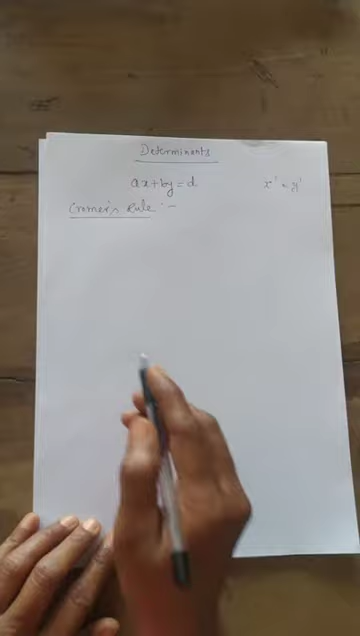 Determinants
ax+by=d
x' = y'
Cramer's Rule :-